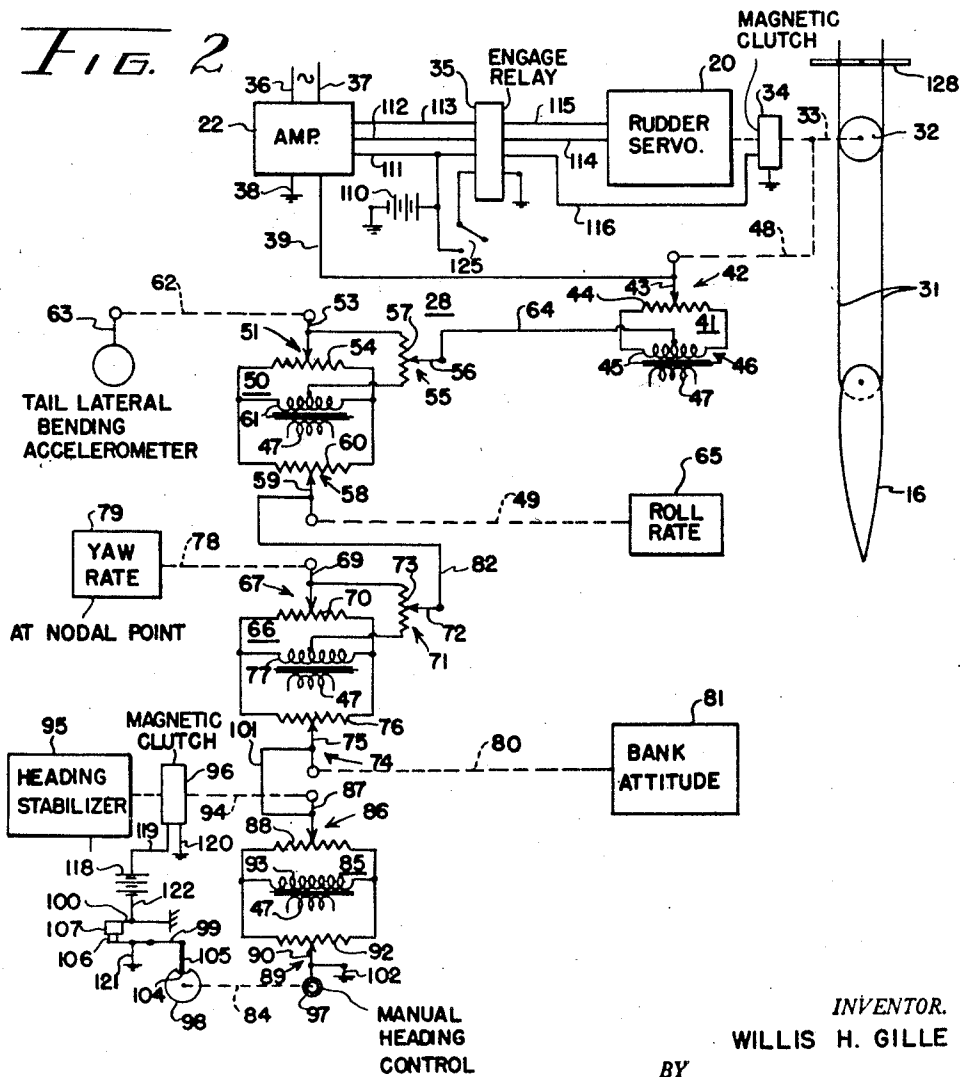 FIG. 2
MAGNETIC
CLUTCH
ENGAGE
RELAY
36 37 35 20 34 128
22 112 113 115 33 32
AMP.
RUDDER
SERVO.
111 114
38 110 116
39 125 48
62 43 42
63 53 57 28 44 31
51 54 64 41
50 56 45 46
61 55 47
TAIL LATERAL
BENDING
ACCELEROMETER
47 60
59 58 65 16
49
ROLL
RATE
79
YAW
RATE
78 69 73 82
67 70 72
AT NODAL POINT
66 71
77
47
MAGNETIC
CLUTCH
76 81
95 101 75
96 74 80
BANK
ATTITUDE
HEADING
STABILIZER
94 87
88 86
119 120
118 93 85
100 122 47
107 99 90 92
106 105 89 102
121 104
98 84 97
MANUAL
HEADING
CONTROL
INVENTOR.
WILLIS H. GILLE
BY